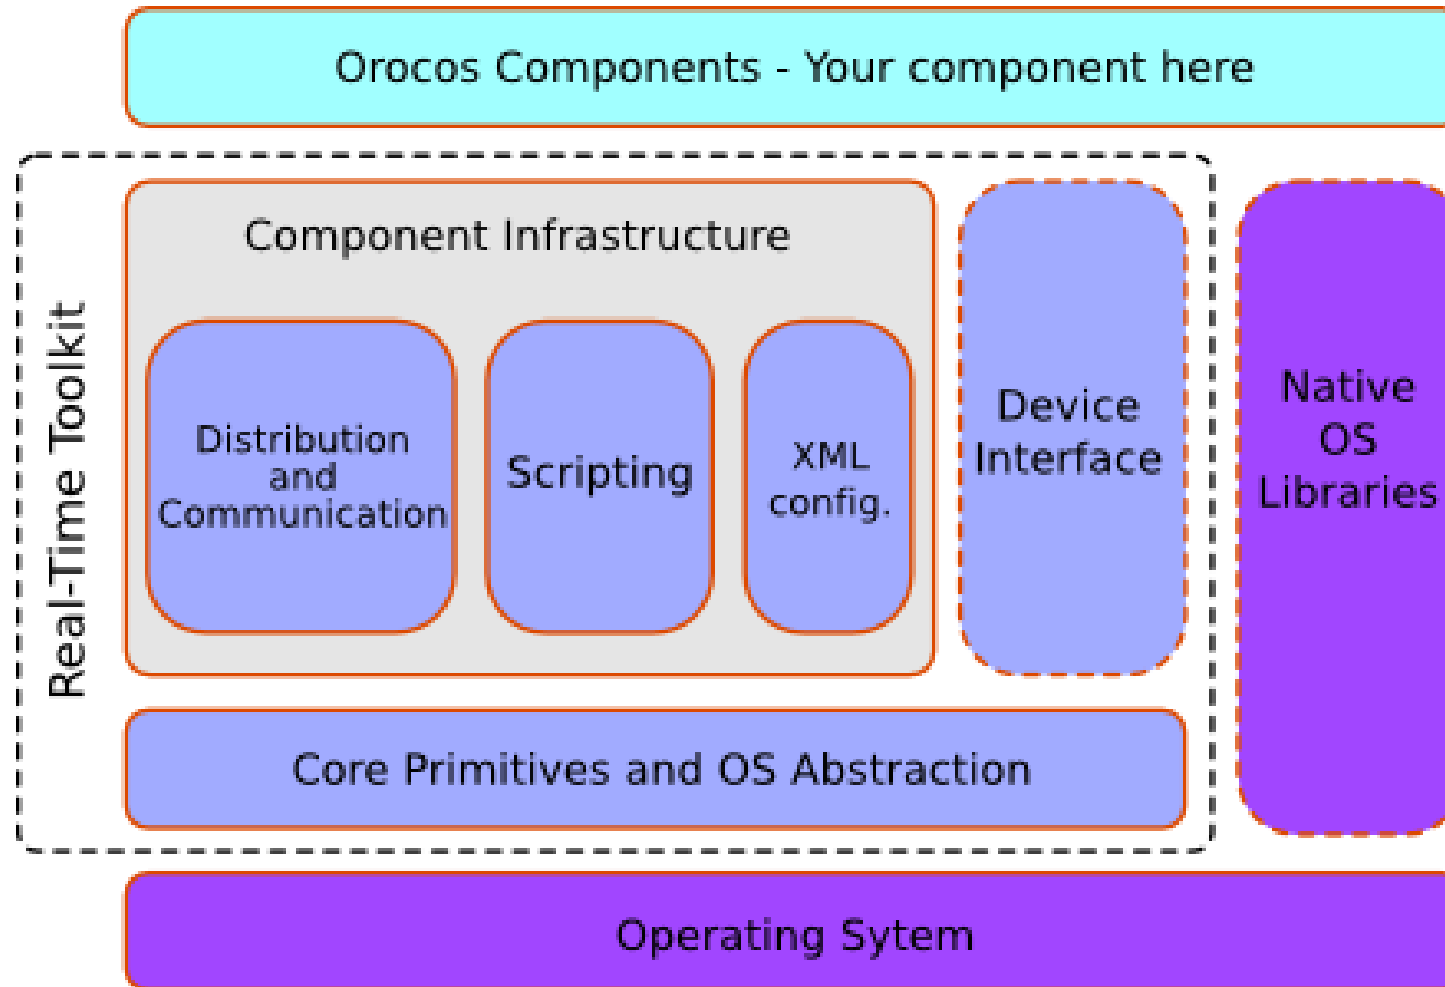 Orocos Components - Your component here
Real-Time Toolkit
Component Infrastructure
Distribution
and
Communication
Scripting
XML
config.
Device
Interface
Native
OS
Libraries
Core Primitives and OS Abstraction
Operating Sytem